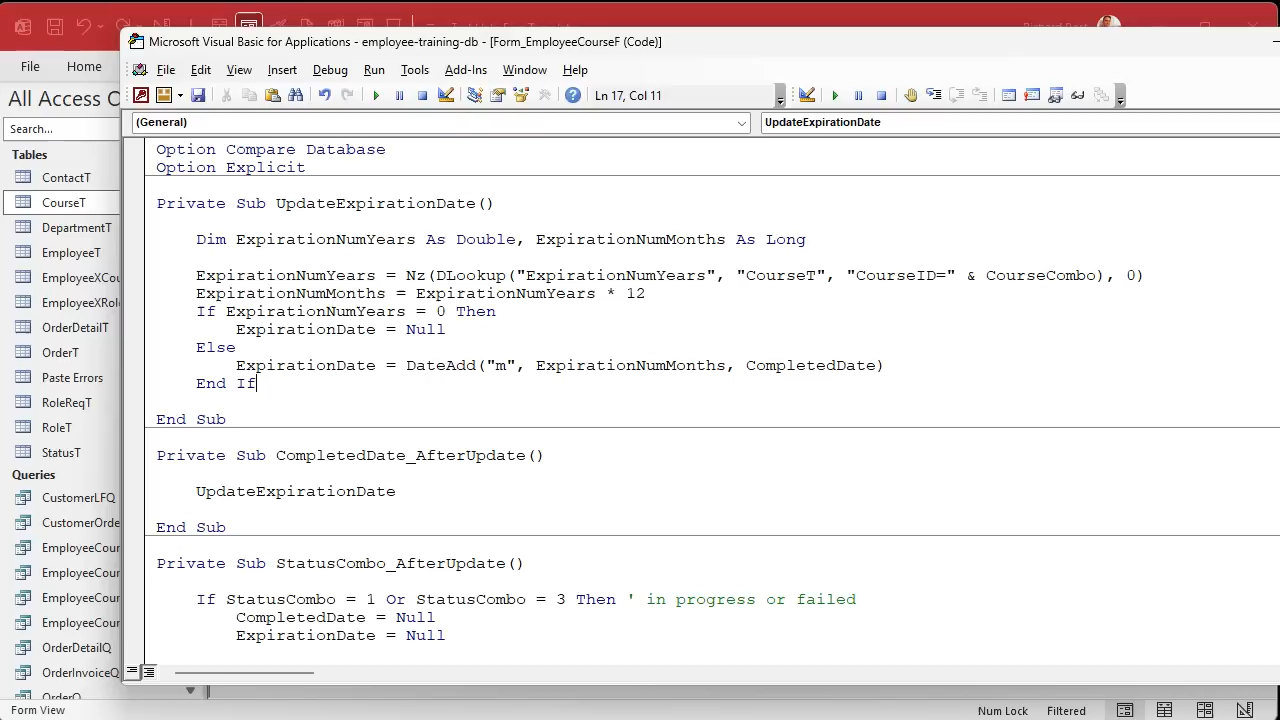 Microsoft Visual Basic for Applications - employee-training-db - [Form_EmployeeCourseF (Code)]
File Home
File Edit View Insert Debug Run Tools Add-Ins Window Help
Ln 17, Col 11
All Access O
(General) UpdateExpirationDate
Search...
Tables
ContactT
CourseT
DepartmentT
EmployeeT
EmployeeXCou
EmployeeXRol
OrderDetailT
OrderT
Paste Errors
RoleReqT
RoleT
StatusT
Queries
CustomerLFQ
CustomerOrde
EmployeeCour
EmployeeCour
EmployeeCour
EmployeeCour
OrderDetailQ
OrderInvoiceQ
OrderQ
Option Compare Database
Option Explicit
Private Sub UpdateExpirationDate()
Dim ExpirationNumYears As Double, ExpirationNumMonths As Long
ExpirationNumYears = Nz(DLookup("ExpirationNumYears", "CourseT", "CourseID=" & CourseCombo), 0)
ExpirationNumMonths = ExpirationNumYears * 12
If ExpirationNumYears = 0 Then
ExpirationDate = Null
Else
ExpirationDate = DateAdd("m", ExpirationNumMonths, CompletedDate)
End If
End Sub
Private Sub CompletedDate_AfterUpdate()
UpdateExpirationDate
End Sub
Private Sub StatusCombo_AfterUpdate()
If StatusCombo = 1 Or StatusCombo = 3 Then ' in progress or failed
CompletedDate = Null
ExpirationDate = Null
Form View Num Lock Filtered